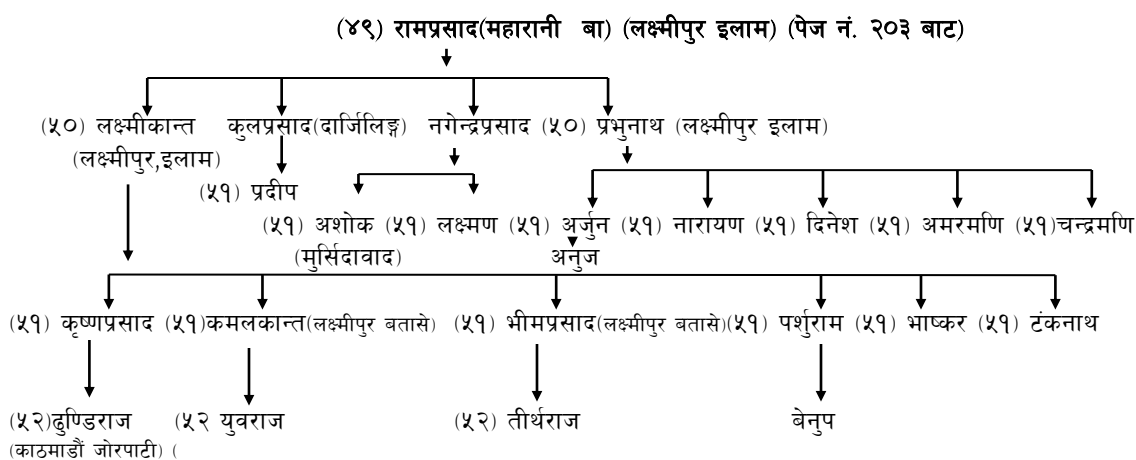 (४९) रामप्रसाद(महारानी बा) (लक्ष्मीपुर इलाम) (पेज नं. २०३ बाट)
(५०) लक्ष्मीकान्त कुलप्रसाद(दार्जिलिङ्ग) नगेन्द्रप्रसाद (५०) प्रभुनाथ (लक्ष्मीपुर इलाम)
(लक्ष्मीपुर,इलाम)
(५१) प्रदीप
(५१) अशोक (५१) लक्ष्मण (५१) अर्जुन (५१) नारायण (५१) दिनेश (५१) अमरमणि (५१)चन्द्रमणि
(मुर्सिदावाद) अनुज
(५१) कृष्णप्रसाद (५१)कमलकान्त(लक्ष्मीपुर बतासे) (५१) भीमप्रसाद(लक्ष्मीपुर बतासे)(५१) पर्शुराम (५१) भाष्कर (५१) टंकनाथ
(५२)ढुण्डिराज (५२ युवराज (५२) तीर्थराज बेनुप
(काठमाडौं जोरपाटी) (